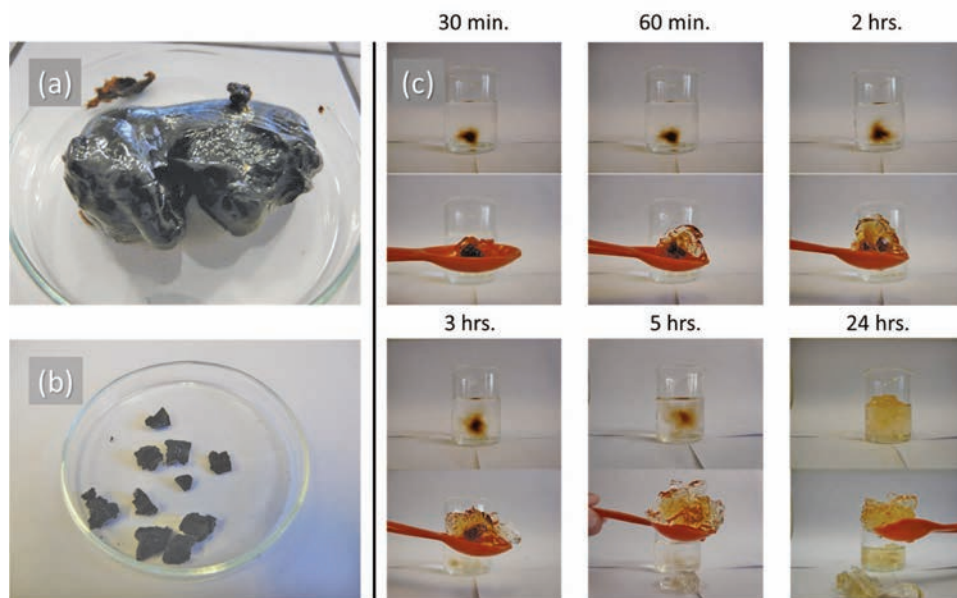 (a)
(b)
(c)
30 min.
60 min.
2 hrs.
3 hrs.
5 hrs.
24 hrs.